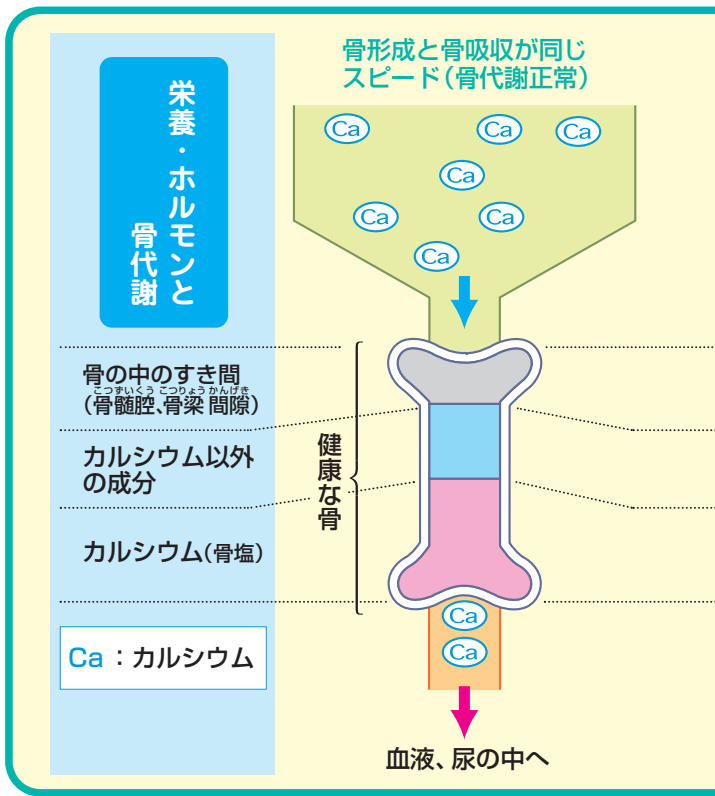 栄養・ホルモンと
骨代謝
骨形成と骨吸収が同じ
スピード（骨代謝正常）
Ca
Ca
Ca
Ca
Ca
Ca
Ca
骨の中のすき間
こつずいくう こつりょうかんげき
（骨髄腔、骨梁間隙）
カルシウム以外
の成分
カルシウム（骨塩）
健康な骨
Ca
Ca
Ca：カルシウム
血液、尿の中へ